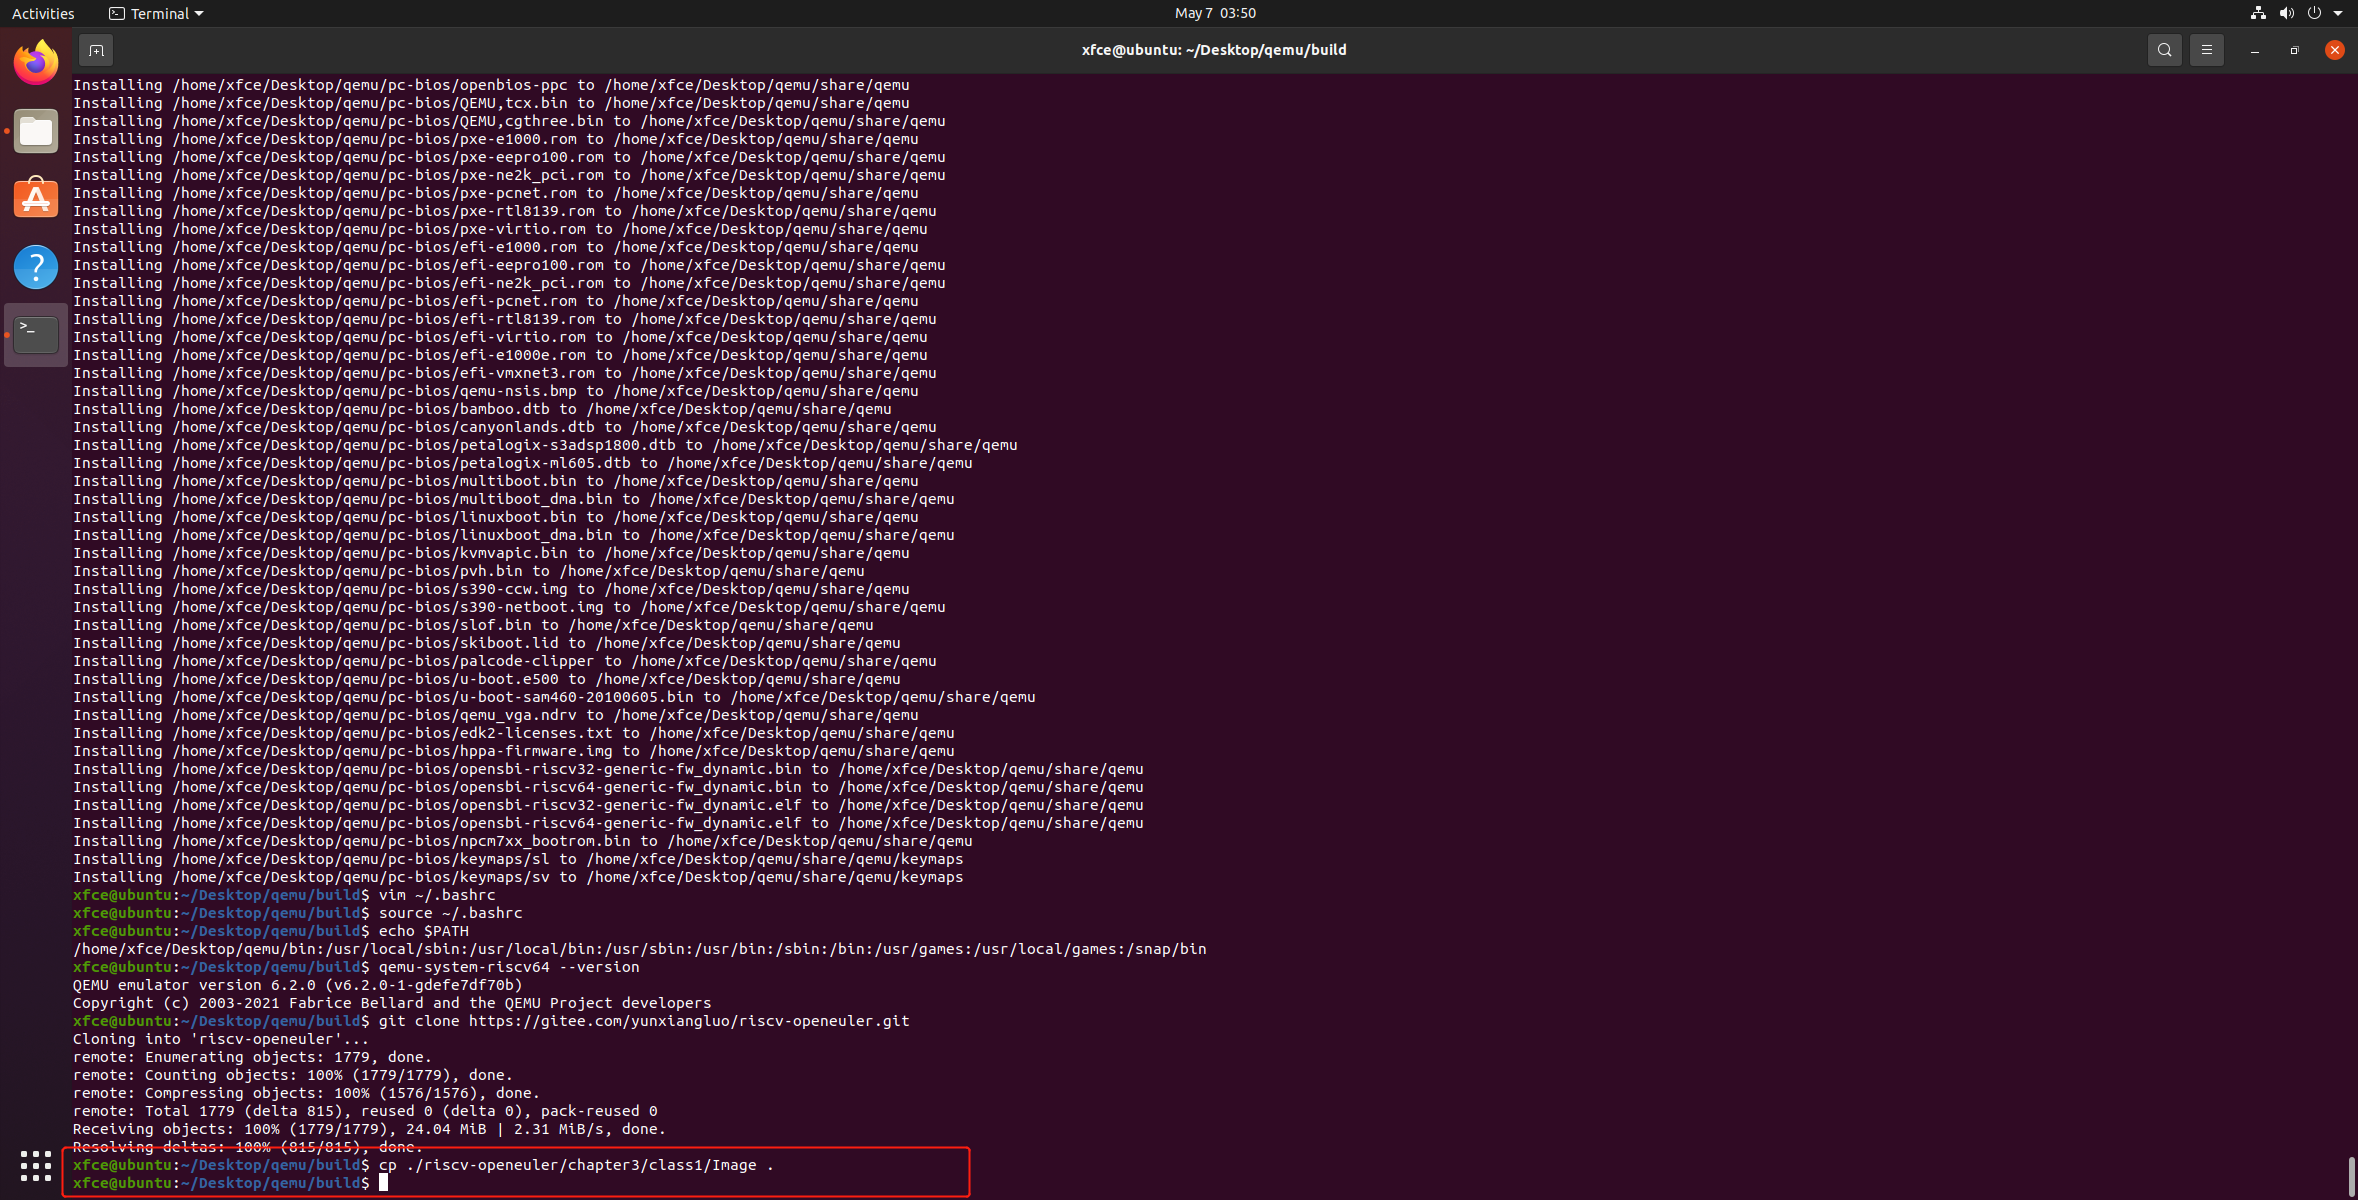 Activities
Terminal
May 7 03:50
xfce@ubuntu: ~/Desktop/qemu/build
Installing /home/xfce/Desktop/qemu/pc-bios/openbios-ppc to /home/xfce/Desktop/qemu/share/qemu
Installing /home/xfce/Desktop/qemu/pc-bios/QEMU,tcx.bin to /home/xfce/Desktop/qemu/share/qemu
Installing /home/xfce/Desktop/qemu/pc-bios/QEMU,cgthree.bin to /home/xfce/Desktop/qemu/share/qemu
Installing /home/xfce/Desktop/qemu/pc-bios/pxe-e1000.rom to /home/xfce/Desktop/qemu/share/qemu
Installing /home/xfce/Desktop/qemu/pc-bios/pxe-eepro100.rom to /home/xfce/Desktop/qemu/share/qemu
Installing /home/xfce/Desktop/qemu/pc-bios/pxe-ne2k_pci.rom to /home/xfce/Desktop/qemu/share/qemu
Installing /home/xfce/Desktop/qemu/pc-bios/pxe-pcnet.rom to /home/xfce/Desktop/qemu/share/qemu
Installing /home/xfce/Desktop/qemu/pc-bios/pxe-rtl8139.rom to /home/xfce/Desktop/qemu/share/qemu
Installing /home/xfce/Desktop/qemu/pc-bios/pxe-virtio.rom to /home/xfce/Desktop/qemu/share/qemu
Installing /home/xfce/Desktop/qemu/pc-bios/efi-e1000.rom to /home/xfce/Desktop/qemu/share/qemu
Installing /home/xfce/Desktop/qemu/pc-bios/efi-eepro100.rom to /home/xfce/Desktop/qemu/share/qemu
Installing /home/xfce/Desktop/qemu/pc-bios/efi-ne2k_pci.rom to /home/xfce/Desktop/qemu/share/qemu
Installing /home/xfce/Desktop/qemu/pc-bios/efi-pcnet.rom to /home/xfce/Desktop/qemu/share/qemu
Installing /home/xfce/Desktop/qemu/pc-bios/efi-rtl8139.rom to /home/xfce/Desktop/qemu/share/qemu
Installing /home/xfce/Desktop/qemu/pc-bios/efi-virtio.rom to /home/xfce/Desktop/qemu/share/qemu
Installing /home/xfce/Desktop/qemu/pc-bios/efi-e1000e.rom to /home/xfce/Desktop/qemu/share/qemu
Installing /home/xfce/Desktop/qemu/pc-bios/efi-vmxnet3.rom to /home/xfce/Desktop/qemu/share/qemu
Installing /home/xfce/Desktop/qemu/pc-bios/qemu-nsis.bmp to /home/xfce/Desktop/qemu/share/qemu
Installing /home/xfce/Desktop/qemu/pc-bios/bamboo.dtb to /home/xfce/Desktop/qemu/share/qemu
Installing /home/xfce/Desktop/qemu/pc-bios/canyonlands.dtb to /home/xfce/Desktop/qemu/share/qemu
Installing /home/xfce/Desktop/qemu/pc-bios/petalogix-s3adsp1800.dtb to /home/xfce/Desktop/qemu/share/qemu
Installing /home/xfce/Desktop/qemu/pc-bios/petalogix-ml605.dtb to /home/xfce/Desktop/qemu/share/qemu
Installing /home/xfce/Desktop/qemu/pc-bios/multiboot.bin to /home/xfce/Desktop/qemu/share/qemu
Installing /home/xfce/Desktop/qemu/pc-bios/multiboot_dma.bin to /home/xfce/Desktop/qemu/share/qemu
Installing /home/xfce/Desktop/qemu/pc-bios/linuxboot.bin to /home/xfce/Desktop/qemu/share/qemu
Installing /home/xfce/Desktop/qemu/pc-bios/linuxboot_dma.bin to /home/xfce/Desktop/qemu/share/qemu
Installing /home/xfce/Desktop/qemu/pc-bios/kvmvapic.bin to /home/xfce/Desktop/qemu/share/qemu
Installing /home/xfce/Desktop/qemu/pc-bios/pvh.bin to /home/xfce/Desktop/qemu/share/qemu
Installing /home/xfce/Desktop/qemu/pc-bios/s390-ccw.img to /home/xfce/Desktop/qemu/share/qemu
Installing /home/xfce/Desktop/qemu/pc-bios/s390-netboot.img to /home/xfce/Desktop/qemu/share/qemu
Installing /home/xfce/Desktop/qemu/pc-bios/slof.bin to /home/xfce/Desktop/qemu/share/qemu
Installing /home/xfce/Desktop/qemu/pc-bios/skiboot.lid to /home/xfce/Desktop/qemu/share/qemu
Installing /home/xfce/Desktop/qemu/pc-bios/palcode-clipper to /home/xfce/Desktop/qemu/share/qemu
Installing /home/xfce/Desktop/qemu/pc-bios/u-boot.e500 to /home/xfce/Desktop/qemu/share/qemu
Installing /home/xfce/Desktop/qemu/pc-bios/u-boot-sam460-20100605.bin to /home/xfce/Desktop/qemu/share/qemu
Installing /home/xfce/Desktop/qemu/pc-bios/qemu_vga.ndrv to /home/xfce/Desktop/qemu/share/qemu
Installing /home/xfce/Desktop/qemu/pc-bios/edk2-licenses.txt to /home/xfce/Desktop/qemu/share/qemu
Installing /home/xfce/Desktop/qemu/pc-bios/hppa-firmware.img to /home/xfce/Desktop/qemu/share/qemu
Installing /home/xfce/Desktop/qemu/pc-bios/opensbi-riscv32-generic-fw_dynamic.bin to /home/xfce/Desktop/qemu/share/qemu
Installing /home/xfce/Desktop/qemu/pc-bios/opensbi-riscv64-generic-fw_dynamic.bin to /home/xfce/Desktop/qemu/share/qemu
Installing /home/xfce/Desktop/qemu/pc-bios/opensbi-riscv32-generic-fw_dynamic.elf to /home/xfce/Desktop/qemu/share/qemu
Installing /home/xfce/Desktop/qemu/pc-bios/opensbi-riscv64-generic-fw_dynamic.elf to /home/xfce/Desktop/qemu/share/qemu
Installing /home/xfce/Desktop/qemu/pc-bios/npcm7xx_bootrom.bin to /home/xfce/Desktop/qemu/share/qemu
Installing /home/xfce/Desktop/qemu/pc-bios/keymaps/sl to /home/xfce/Desktop/qemu/share/qemu/keymaps
Installing /home/xfce/Desktop/qemu/pc-bios/keymaps/sv to /home/xfce/Desktop/qemu/share/qemu/keymaps
xfce@ubuntu:~/Desktop/qemu/build$ vim ~/.bashrc
xfce@ubuntu:~/Desktop/qemu/build$ source ~/.bashrc
xfce@ubuntu:~/Desktop/qemu/build$ echo $PATH
/home/xfce/Desktop/qemu/bin:/usr/local/sbin:/usr/local/bin:/usr/sbin:/usr/bin:/sbin:/bin:/usr/games:/usr/local/games:/snap/bin
xfce@ubuntu:~/Desktop/qemu/build$ qemu-system-riscv64 --version
QEMU emulator version 6.2.0 (v6.2.0-1-gdefe7df70b)
Copyright (c) 2003-2021 Fabrice Bellard and the QEMU Project developers
xfce@ubuntu:~/Desktop/qemu/build$ git clone https://gitee.com/yunxiangluo/riscv-openeuler.git
Cloning into 'riscv-openeuler'...
remote: Enumerating objects: 1779, done.
remote: Counting objects: 100% (1779/1779), done.
remote: Compressing objects: 100% (1576/1576), done.
remote: Total 1779 (delta 815), reused 0 (delta 0), pack-reused 0
Receiving objects: 100% (1779/1779), 24.04 MiB | 2.31 MiB/s, done.
Resolving deltas: 100% (815/815), done.
xfce@ubuntu:~/Desktop/qemu/build$ cp ./riscv-openeuler/chapter3/class1/Image .
xfce@ubuntu:~/Desktop/qemu/build$